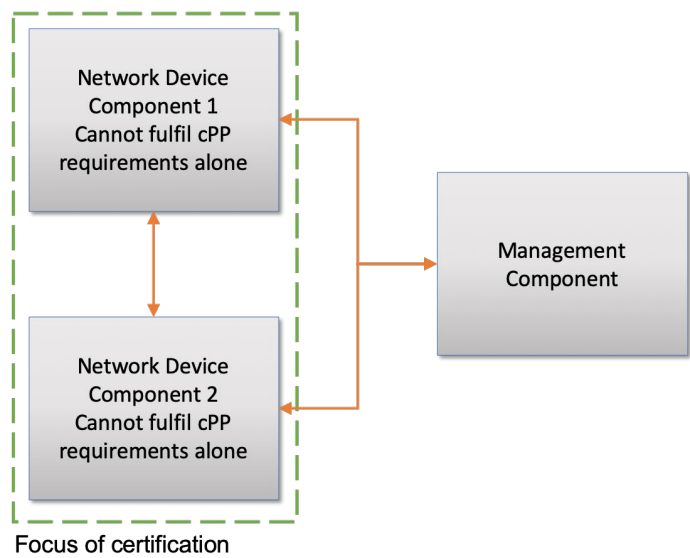 Network Device
Component 1
Cannot fulfil cPP
requirements alone
Management
Component
Network Device
Component 2
Cannot fulfil cPP
requirements alone
Focus of certification